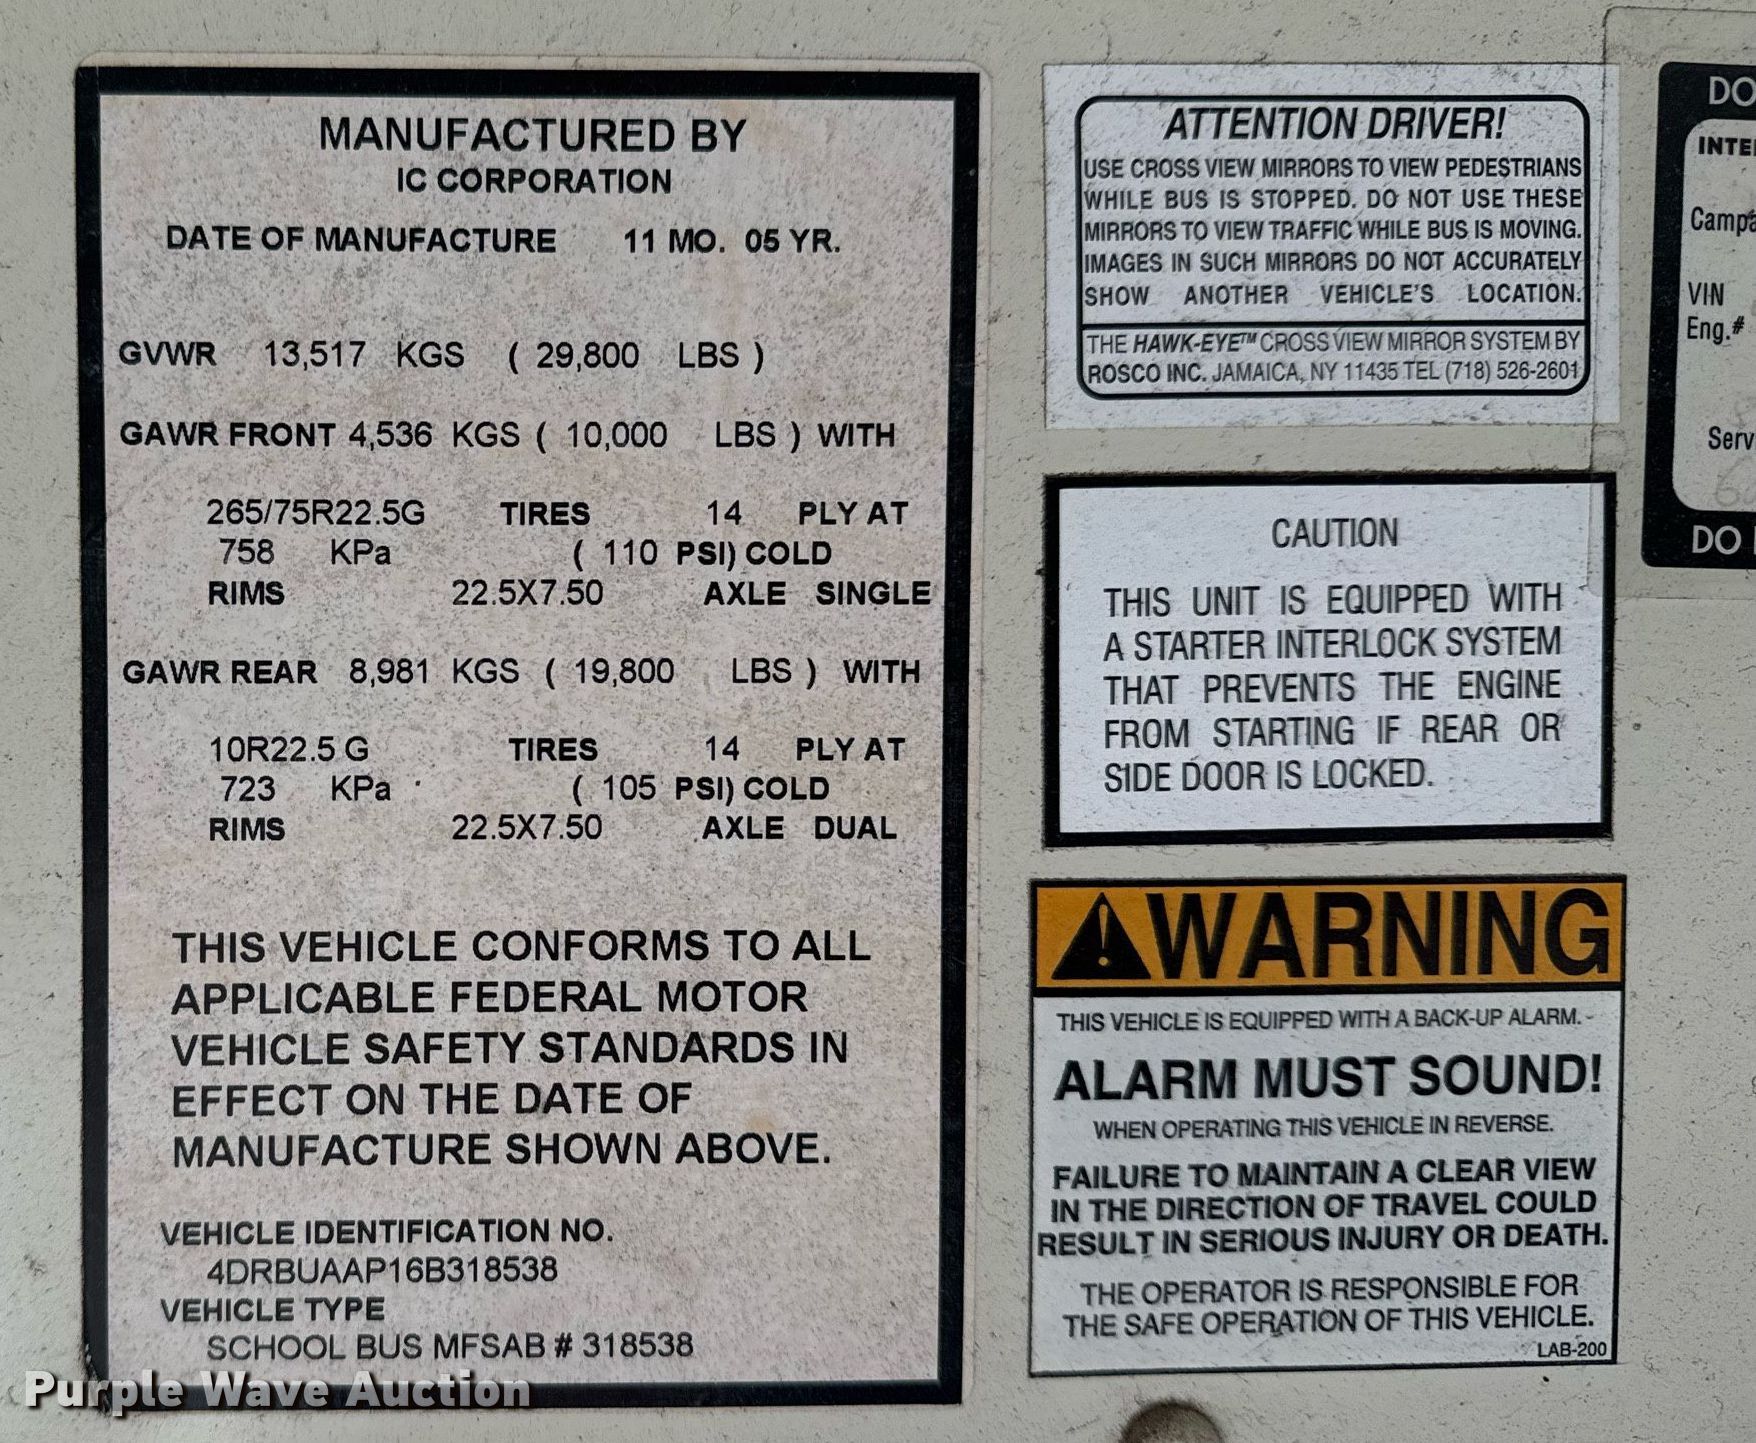 MANUFACTURED BY
IC CORPORATION
DATE OF MANUFACTURE 11 MO. 05 YR.
GVWR 13,517 KGS ( 29,800 LBS )
GAWR FRONT 4,536 KGS ( 10,000 LBS ) WITH
265/75R22.5G TIRES 14 PLY AT
758 KPa ( 110 PSI) COLD
RIMS 22.5X7.50 AXLE SINGLE
GAWR REAR 8,981 KGS ( 19,800 LBS ) WITH
10R22.5 G TIRES 14 PLY AT
723 KPa ( 105 PSI) COLD
RIMS 22.5X7.50 AXLE DUAL
THIS VEHICLE CONFORMS TO ALL
APPLICABLE FEDERAL MOTOR
VEHICLE SAFETY STANDARDS IN
EFFECT ON THE DATE OF
MANUFACTURE SHOWN ABOVE.
VEHICLE IDENTIFICATION NO.
4DRBUAAP16B318538
VEHICLE TYPE
SCHOOL BUS MFSAB # 318538
ATTENTION DRIVER!
USE CROSS VIEW MIRRORS TO VIEW PEDESTRIANS
WHILE BUS IS STOPPED. DO NOT USE THESE
MIRRORS TO VIEW TRAFFIC WHILE BUS IS MOVING.
IMAGES IN SUCH MIRRORS DO NOT ACCURATELY
SHOW ANOTHER VEHICLE'S LOCATION.
THE HAWK-EYE™ CROSS VIEW MIRROR SYSTEM BY
ROSCO INC. JAMAICA, NY 11435 TEL (718) 526-2601
CAUTION
THIS UNIT IS EQUIPPED WITH
A STARTER INTERLOCK SYSTEM
THAT PREVENTS THE ENGINE
FROM STARTING IF REAR OR
SIDE DOOR IS LOCKED.
WARNING
THIS VEHICLE IS EQUIPPED WITH A BACK-UP ALARM.
ALARM MUST SOUND!
WHEN OPERATING THIS VEHICLE IN REVERSE.
FAILURE TO MAINTAIN A CLEAR VIEW
IN THE DIRECTION OF TRAVEL COULD
RESULT IN SERIOUS INJURY OR DEATH.
THE OPERATOR IS RESPONSIBLE FOR
THE SAFE OPERATION OF THIS VEHICLE.
LAB-200
DO
VIN
Eng.#
DO
Purple Wave Auction